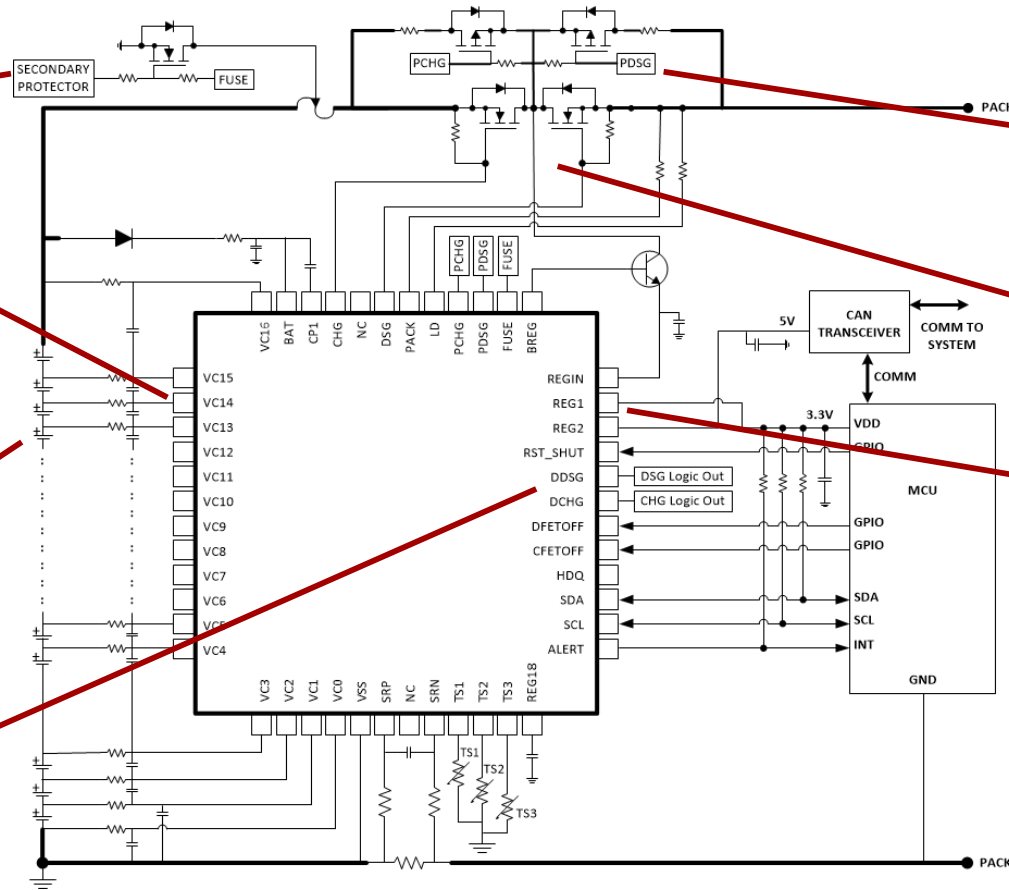 PCHG
PDSG
SECONDARY
PROTECTOR
FUSE
PACK
PCHG
PDSG
FUSE
VC16
BAT
CP1
CHG
NC
DSG
PACK
LD
PCHG
PDSG
FUSE
BREG
5V
CAN
TRANSCEIVER
COMM TO
SYSTEM
COMM
VC15
VC14
VC13
VC12
VC11
VC10
VC9
VC8
VC7
VC6
VC5
VC4
REGIN
REG1
REG2
RST_SHUT
DDSG
DCHG
DFETOFF
CFETOFF
HDQ
SDA
SCL
ALERT
DSG Logic Out
CHG Logic Out
3.3V
VDD
GPIO
MCU
GPIO
GPIO
SDA
SCL
INT
GND
VC3
VC2
VC1
VC0
VSS
SRP
NC
SRN
TS1
TS2
TS3
REG18
TS1
TS2
TS3
PACK